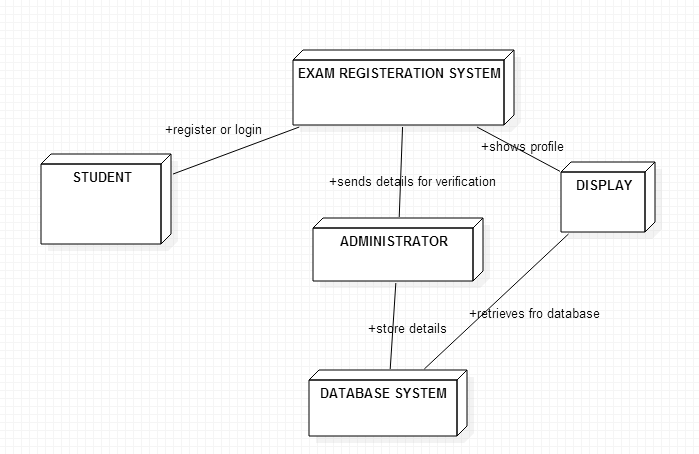 EXAM REGISTERATION SYSTEM
+register or login
+shows profile
STUDENT
+sends details for verification
DISPLAY
ADMINISTRATOR
+retrieves fro database
+store details
DATABASE SYSTEM